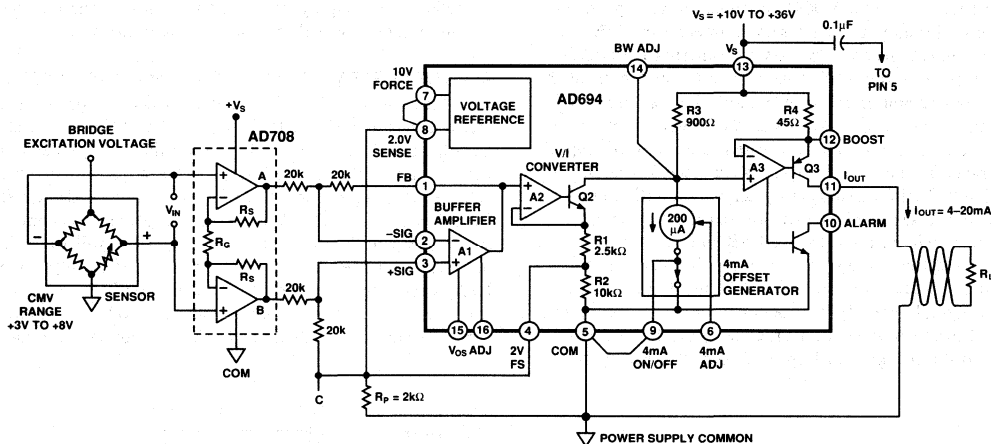 VS = +10V TO +36V
0.1µF
TO
PIN 5
BW ADJ
VS
14
13
10V
FORCE
7
8
2.0V
SENSE
VOLTAGE
REFERENCE
AD694
R3
900Ω
R4
45Ω
12
BOOST
+VS
AD708
BRIDGE
EXCITATION VOLTAGE
V/I
CONVERTER
A
20k
20k
FB
1
A2
Q2
A3
Q3
11
IOUT
VIN
RS
RG
RS
BUFFER
AMPLIFIER
–SIG
2
A1
+SIG
3
200
µA
10
ALARM
IOUT = 4–20mA
R1
2.5kΩ
R2
10kΩ
4mA
OFFSET
GENERATOR
RL
SENSOR
CMV
RANGE
+3V TO +8V
B
20k
20k
COM
15
16
4
5
9
6
VOS ADJ
2V
FS
COM
4mA
ON/OFF
4mA
ADJ
C
RP = 2kΩ
POWER SUPPLY COMMON